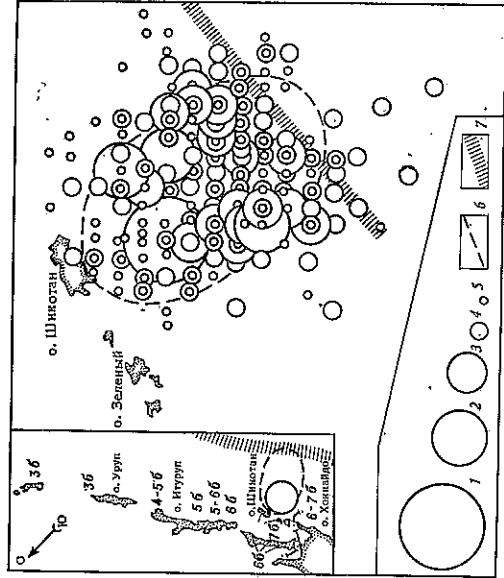 о. Шикотан
о. Зеленый
С
Ю
3б
3б
о. Уруп
4-5б
о. Итуруп
5б
5-6б
6б
о. Шикотан
6б
7б
6-7б
о. Хоккайдо
1
2
3
4
5
6
7